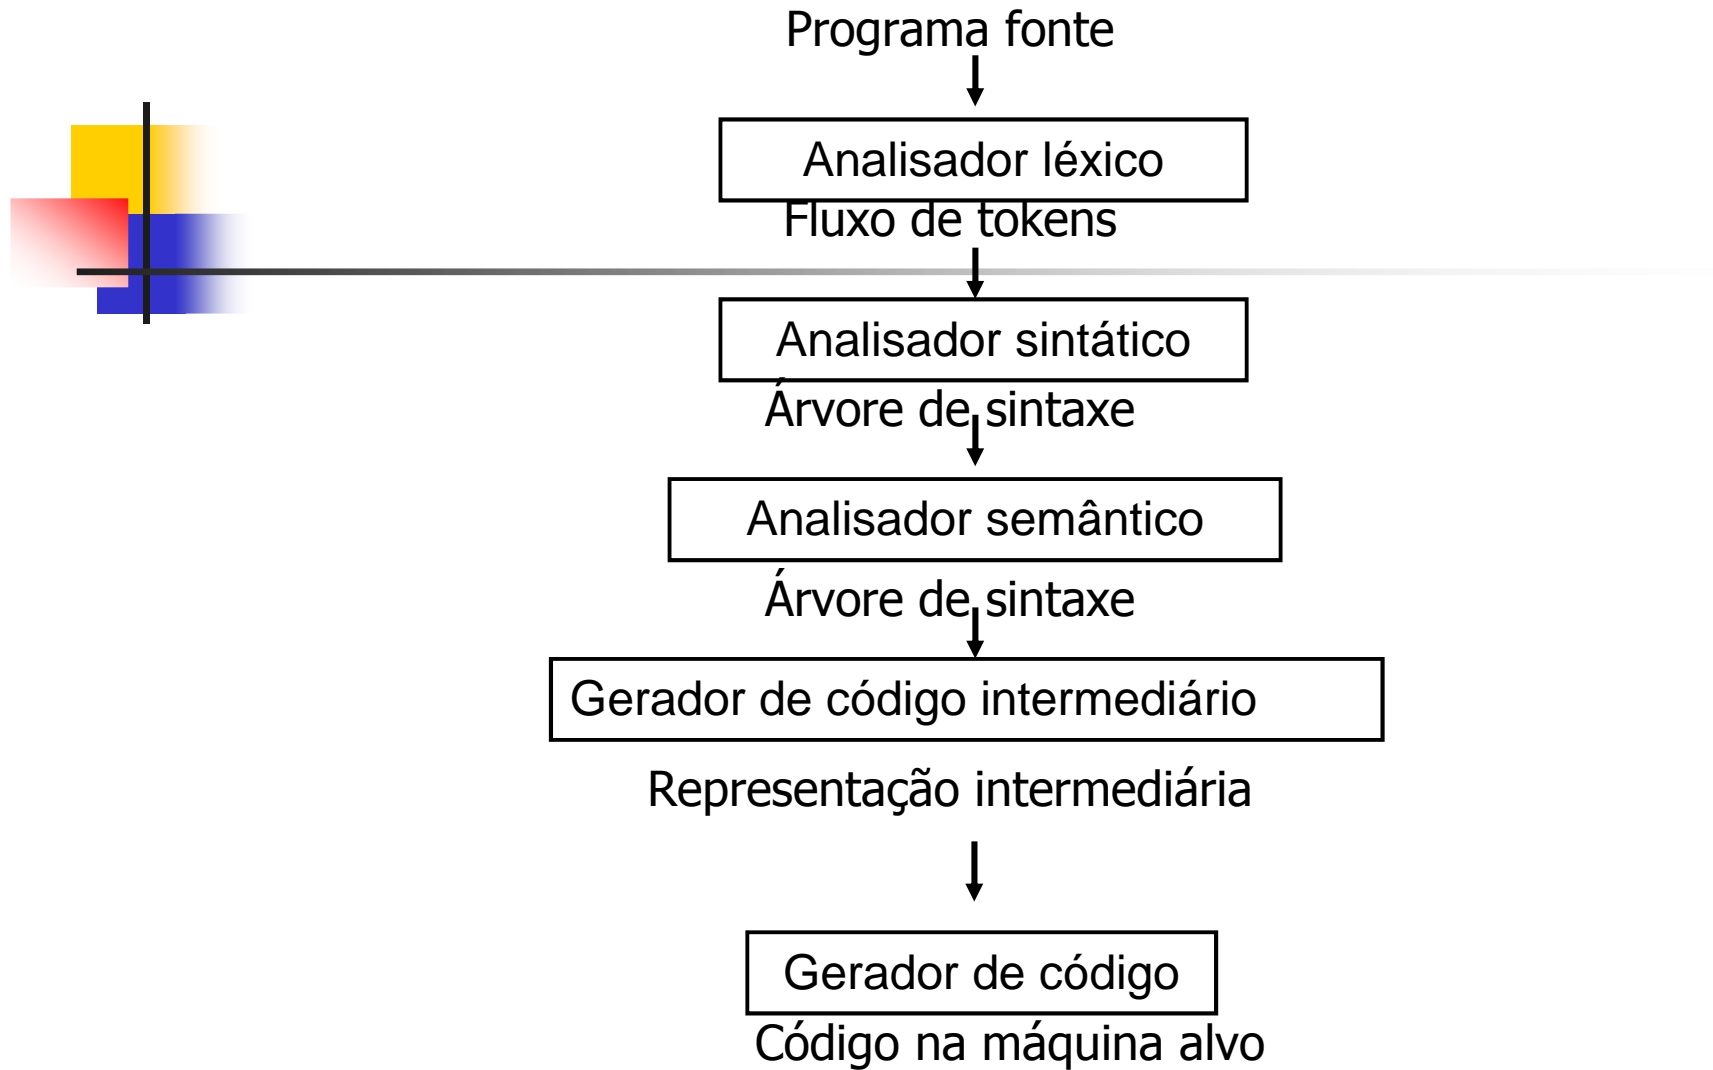 Programa fonte
Analisador léxico
Fluxo de tokens
Analisador sintático
Árvore de sintaxe
Analisador semântico
Árvore de sintaxe
Gerador de código intermediário
Representação intermediária
Gerador de código
Código na máquina alvo